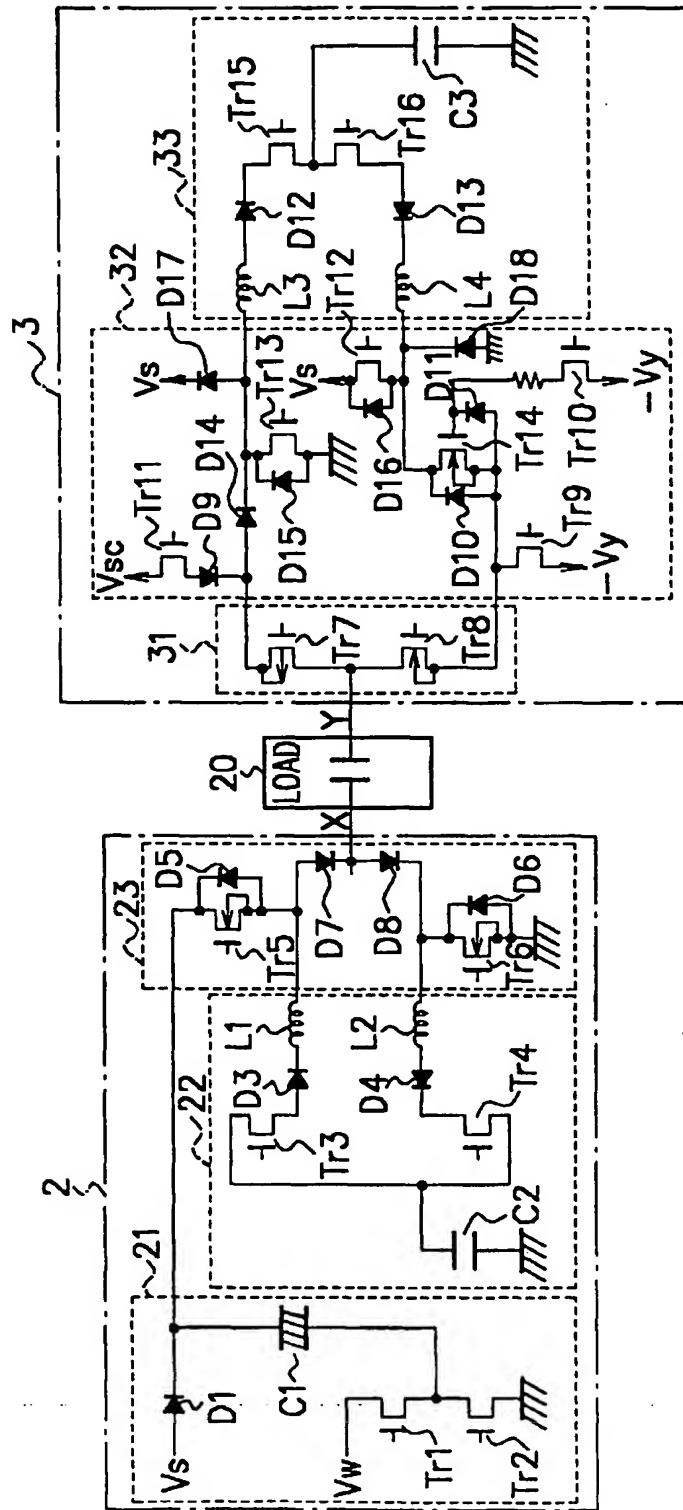 2
21
22
23
Vs
D1
C1
Vw
Tr1
Tr2
Tr3
D3
L1
D4
L2
Tr4
C2
Tr5
D5
D7
D8
D6
Tr6
X
20
LOAD
Y
3
31
32
33
Tr7
Tr8
Vsc
Tr11
D9
D14
D15
Vs
D17
Tr13
Vs
Tr12
D16
D10
D11
Tr14
Tr9
-Vy
Tr10
-Vy
D18
L3
D12
Tr15
Tr16
L4
D13
C3